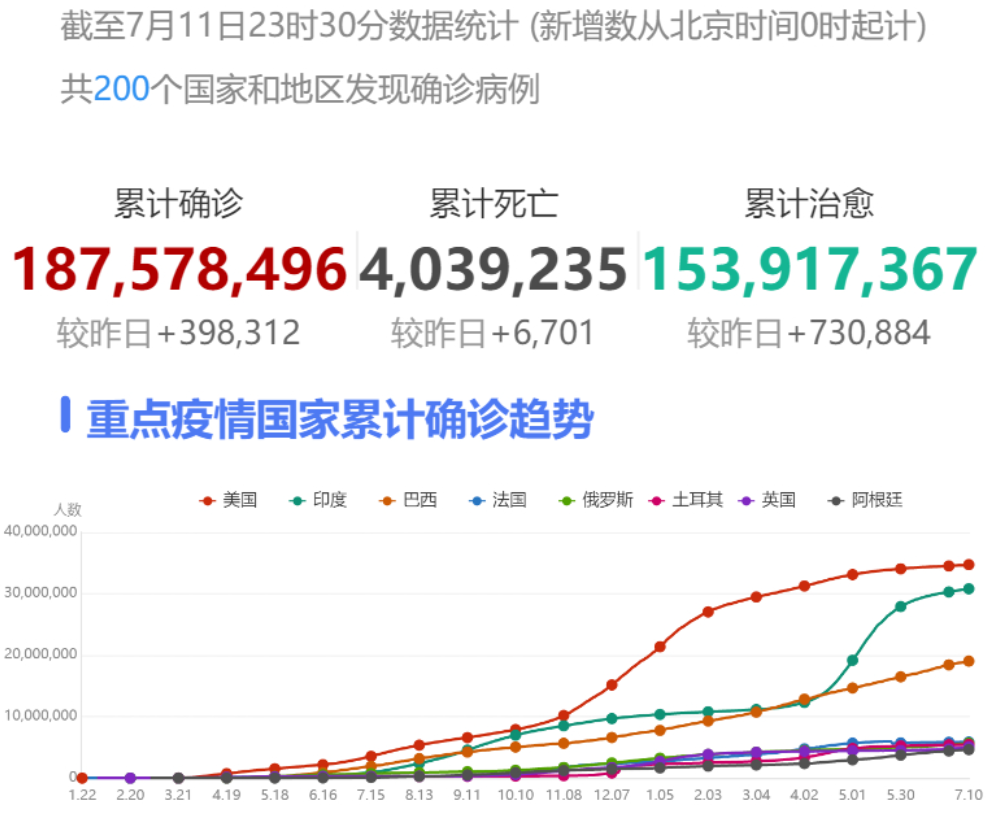 截至7月11日23时30分数据统计 (新增数从北京时间0时起计)
共200个国家和地区发现确诊病例
累计确诊 累计死亡 累计治愈
187,578,496 4,039,235 153,917,367
较昨日+398,312 较昨日+6,701 较昨日+730,884
重点疫情国家累计确诊趋势
美国 印度 巴西 法国 俄罗斯 土耳其 英国 阿根廷
人数
40,000,000
30,000,000
20,000,000
10,000,000
0
1.22 2.20 3.21 4.19 5.18 6.16 7.15 8.13 9.11 10.10 11.08 12.07 1.05 2.03 3.04 4.02 5.01 5.30 7.10